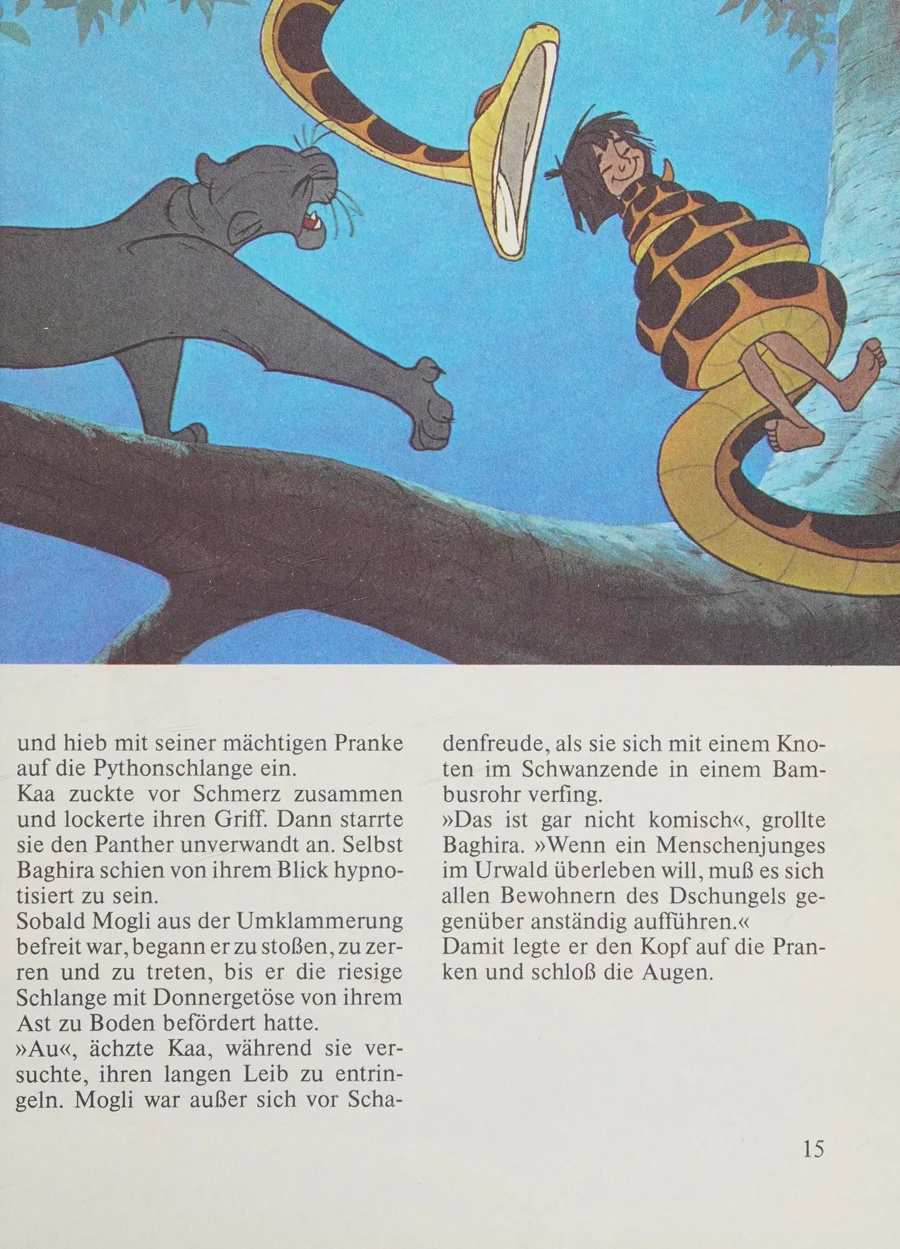 und hieb mit seiner mächtigen Pranke
auf die Pythonschlange ein.
Kaa zuckte vor Schmerz zusammen
und lockerte ihren Griff. Dann starrte
sie den Panther unverwandt an. Selbst
Baghira schien von ihrem Blick hypno-
tisiert zu sein.
Sobald Mogli aus der Umklammerung
befreit war, begann er zu stoßen, zu zer-
ren und zu treten, bis er die riesige
Schlange mit Donnergetöse von ihrem
Ast zu Boden befördert hatte.
»Au«, ächzte Kaa, während sie ver-
suchte, ihren langen Leib zu entrin-
geln. Mogli war außer sich vor Scha-
denfreude, als sie sich mit einem Kno-
ten im Schwanzende in einem Bam-
busrohr verfing.
»Das ist gar nicht komisch«, grollte
Baghira. »Wenn ein Menschenjunges
im Urwald überleben will, muß es sich
allen Bewohnern des Dschungels ge-
genüber anständig aufführen.«
Damit legte er den Kopf auf die Pran-
ken und schloß die Augen.
15